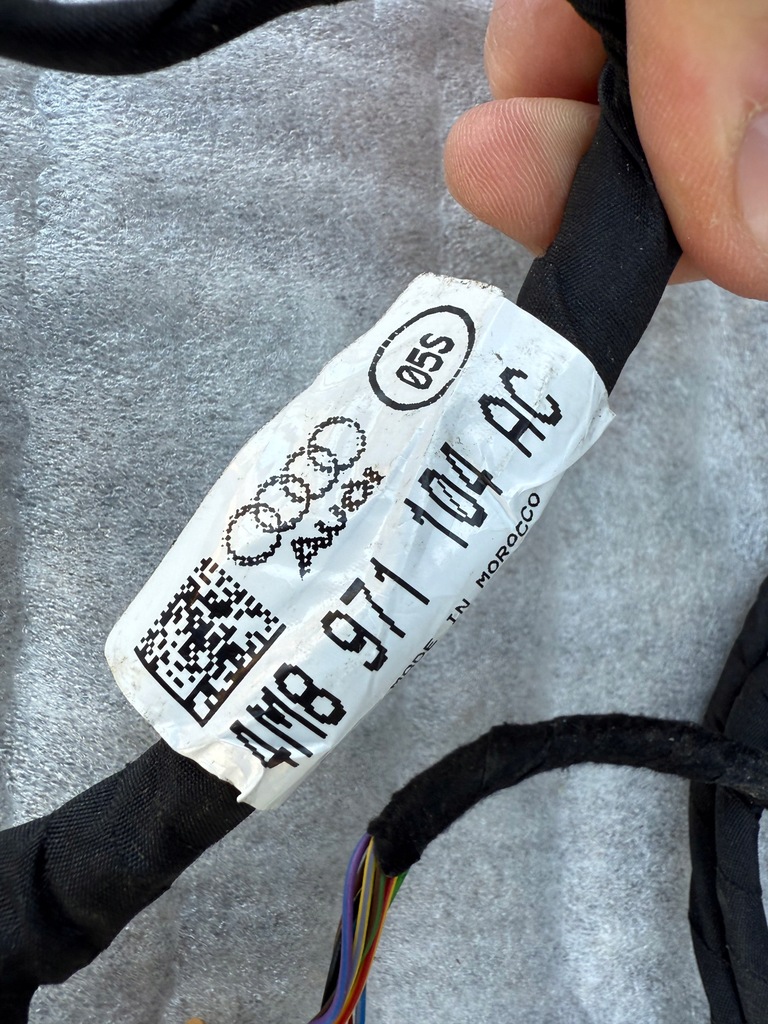 05S
Audi
4M8 971 104 AC
MADE IN MOROCCO